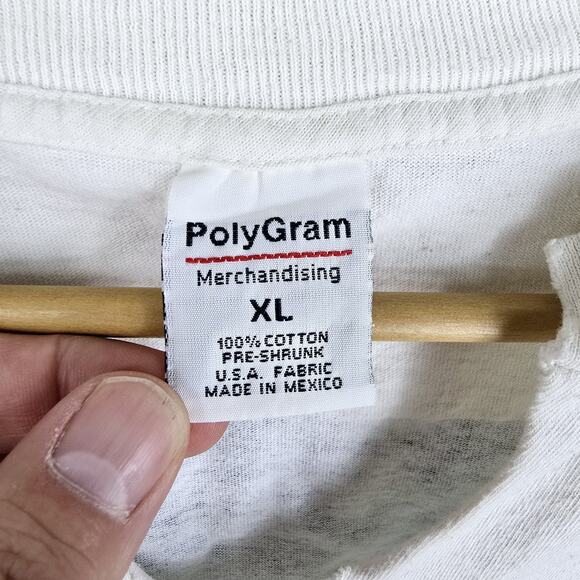 PolyGram
Merchandising
XL
100% COTTON
PRE-SHRUNK
U.S.A. FABRIC
MADE IN MEXICO